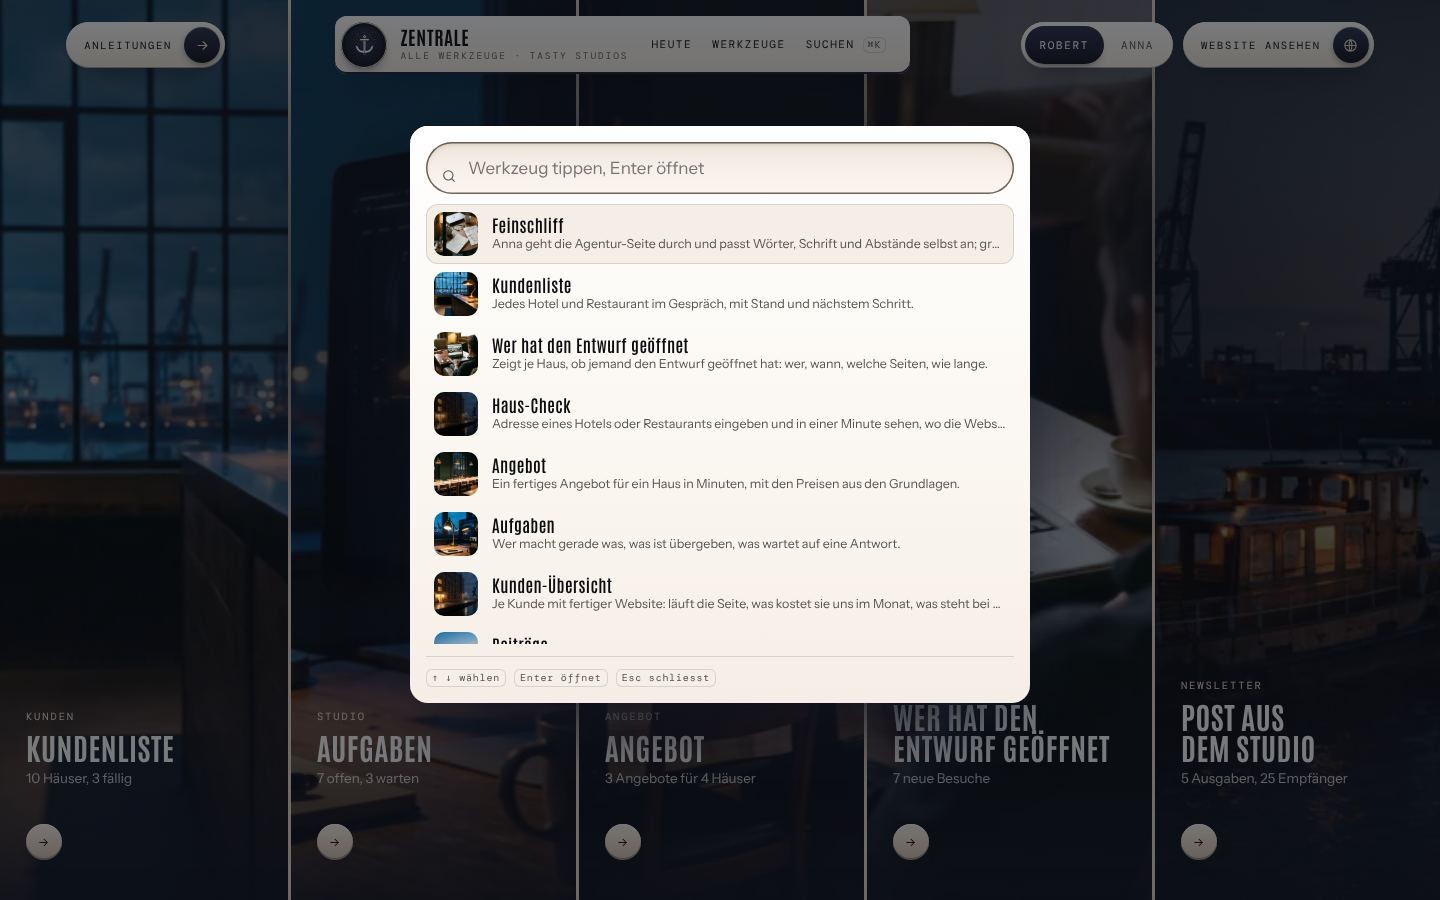 ANLEITUNGEN
ZENTRALE
ALLE WERKZEUGE · TASTY STUDIOS
HEUTE
WERKZEUGE
SUCHEN ⌘K
ROBERT
ANNA
WEBSITE ANSEHEN
Werkzeug tippen, Enter öffnet
Feinschliff
Anna geht die Agentur-Seite durch und passt Wörter, Schrift und Abstände selbst an; gr…
Kundenliste
Jedes Hotel und Restaurant im Gespräch, mit Stand und nächstem Schritt.
Wer hat den Entwurf geöffnet
Zeigt je Haus, ob jemand den Entwurf geöffnet hat: wer, wann, welche Seiten, wie lange.
Haus-Check
Adresse eines Hotels oder Restaurants eingeben und in einer Minute sehen, wo die Webs…
Angebot
Ein fertiges Angebot für ein Haus in Minuten, mit den Preisen aus den Grundlagen.
Aufgaben
Wer macht gerade was, was ist übergeben, was wartet auf eine Antwort.
Kunden-Übersicht
Je Kunde mit fertiger Website: läuft die Seite, was kostet sie uns im Monat, was steht bei …
Beiträge
↑ ↓ wählen
Enter öffnet
Esc schliesst
KUNDEN
KUNDENLISTE
10 Häuser, 3 fällig
STUDIO
AUFGABEN
7 offen, 3 warten
ANGEBOT
ANGEBOT
3 Angebote für 4 Häuser
WER HAT DEN
ENTWURF GEÖFFNET
7 neue Besuche
NEWSLETTER
POST AUS
DEM STUDIO
5 Ausgaben, 25 Empfänger